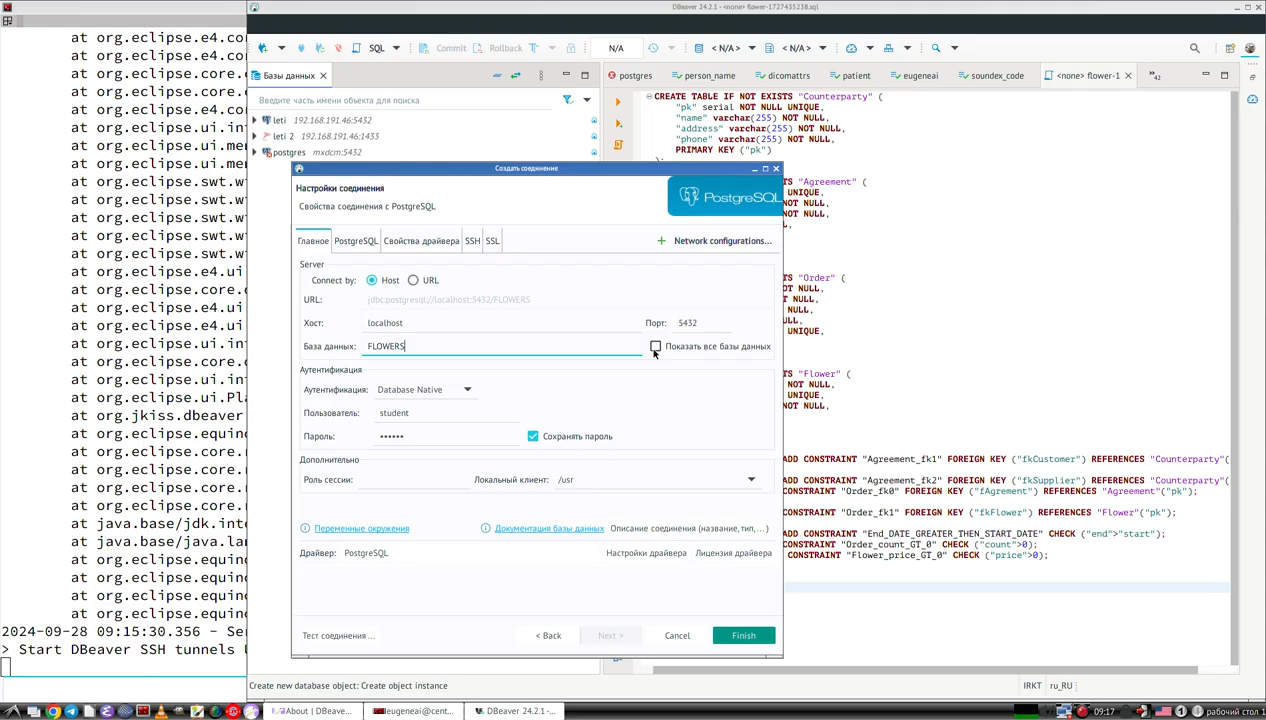 DBeaver 24.2.1 - <none> flower-1727435238.sql
SQL
Commit
Rollback
N/A
< N/A >
< N/A >
Базы данных
postgres
person_name
dicomattrs
patient
eugeneai
soundex_code
<none> flower-1
»42
Введите часть имени объекта для поиска
leti 192.168.191.46:5432
leti 2 192.168.191.46:1433
postgres mxdcm:5432
at org.eclipse.e4.co
at org.eclipse.e4.co
at org.eclipse.core.
at org.eclipse.e4.co
at org.eclipse.e4.co
at org.eclipse.ui.in
at org.eclipse.ui.me
at org.eclipse.ui.me
at org.eclipse.swt.w
at org.eclipse.swt.w
at org.eclipse.swt.w
at org.eclipse.swt.w
at org.eclipse.swt.w
at org.eclipse.e4.ui
at org.eclipse.core.
at org.eclipse.e4.ui
at org.eclipse.e4.ui
at org.eclipse.ui.in
at org.eclipse.core.
at org.eclipse.ui.in
at org.eclipse.ui.Pla
at org.jkiss.dbeaver
at org.eclipse.equin
at org.eclipse.core.
at org.eclipse.core.
at org.eclipse.core.
at org.eclipse.core.
at java.base/jdk.inte
at java.base/java.lan
at org.eclipse.equin
at org.eclipse.equin
at org.eclipse.equin
at org.eclipse.equin
2024-09-28 09:15:30.356 - Se
> Start DBeaver SSH tunnels U
CREATE TABLE IF NOT EXISTS "Counterparty" (
"pk" serial NOT NULL UNIQUE,
"name" varchar(255) NOT NULL,
"address" varchar(255) NOT NULL,
"phone" varchar(255) NOT NULL,
PRIMARY KEY ("pk")
);
TS "Agreement" (
UNIQUE,
NOT NULL,
NOT NULL,
TS "Order" (
UNIQUE,
NULL,
NULL,
NULL,
UNIQUE,
TS "Flower" (
NOT NULL,
UNIQUE,
NOT NULL,
ADD CONSTRAINT "Agreement_fk1" FOREIGN KEY ("fkCustomer") REFERENCES "Counterparty"(
ADD CONSTRAINT "Agreement_fk2" FOREIGN KEY ("fkSupplier") REFERENCES "Counterparty"(
CONSTRAINT "Order_fk0" FOREIGN KEY ("fAgrement") REFERENCES "Agreement"("pk");
CONSTRAINT "Order_fk1" FOREIGN KEY ("fkFlower") REFERENCES "Flower"("pk");
ADD CONSTRAINT "End_DATE_GREATER_THEN_START_DATE" CHECK ("end">"start");
CONSTRAINT "Order_count_GT_0" CHECK ("count">0);
CONSTRAINT "Flower_price_GT_0" CHECK ("price">0);
Создать соединение
Настройки соединения
Свойства соединения с PostgreSQL
PostgreSQL
Главное
PostgreSQL
Свойства драйвера
SSH
SSL
Network configurations...
Server
Connect by:
Host
URL
URL:
jdbc:postgresql://localhost:5432/FLOWERS
Хост:
localhost
Порт:
5432
База данных:
FLOWERS
Показать все базы данных
Аутентификация
Аутентификация:
Database Native
Пользователь:
student
Пароль:
••••••
Сохранять пароль
Дополнительно
Роль сессии:
Локальный клиент:
/usr
Переменные окружения
Документация базы данных
Описание соединения (название,тип,...)
Драйвер:
PostgreSQL
Настройки драйвера
Лицензия драйвера
Тест соединения ...
< Back
Next >
Cancel
Finish
Create new database object: Create object instance
IRKT
ru_RU
About | DBeave...
eugeneai@cent...
DBeaver 24.2.1 -...
09:17
1
рабочий стол 1